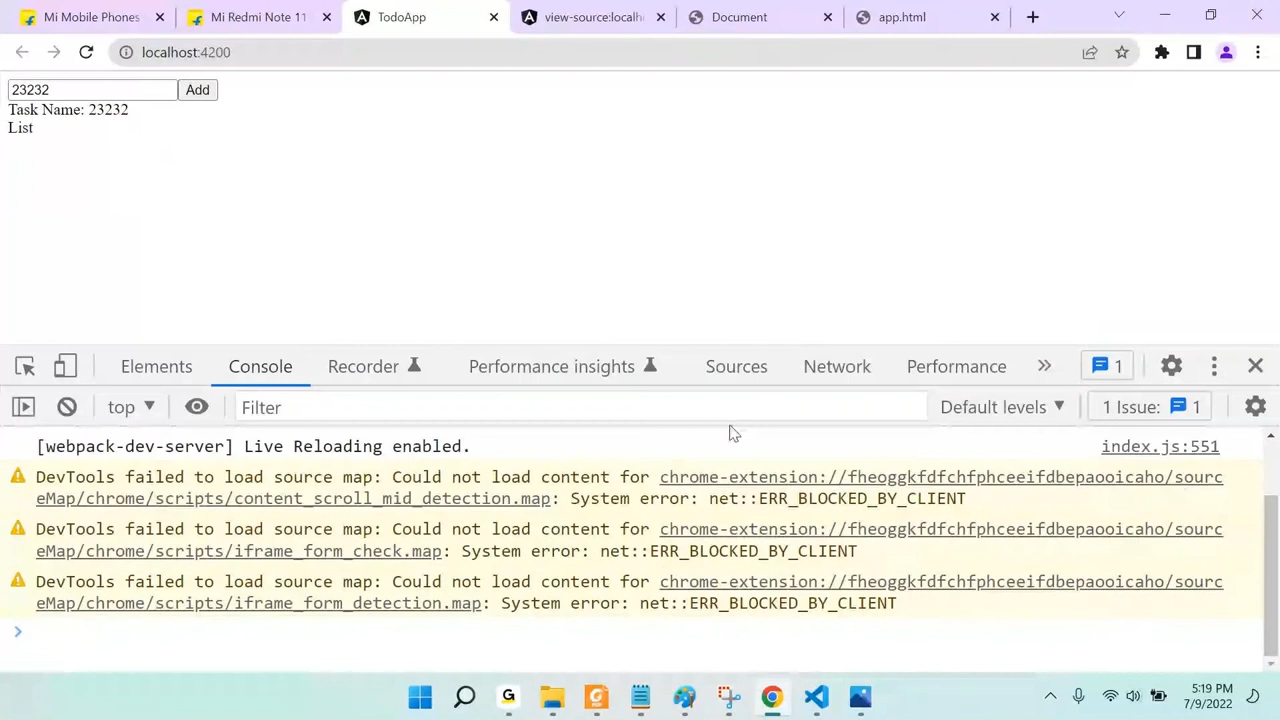 Mi Mobile Phones
Mi Redmi Note 11
TodoApp
view-source:localh
Document
app.html
localhost:4200
23232
Add
Task Name: 23232
List
Elements
Console
Recorder
Performance insights
Sources
Network
Performance
1
top
Filter
Default levels
1 Issue: 1
[webpack-dev-server] Live Reloading enabled.
index.js:551
DevTools failed to load source map: Could not load content for chrome-extension://fheoggkfdfchfphceeifdbepaooicaho/sourc
eMap/chrome/scripts/content_scroll_mid_detection.map: System error: net::ERR_BLOCKED_BY_CLIENT
DevTools failed to load source map: Could not load content for chrome-extension://fheoggkfdfchfphceeifdbepaooicaho/sourc
eMap/chrome/scripts/iframe_form_check.map: System error: net::ERR_BLOCKED_BY_CLIENT
DevTools failed to load source map: Could not load content for chrome-extension://fheoggkfdfchfphceeifdbepaooicaho/sourc
eMap/chrome/scripts/iframe_form_detection.map: System error: net::ERR_BLOCKED_BY_CLIENT
G
5:19 PM
7/9/2022